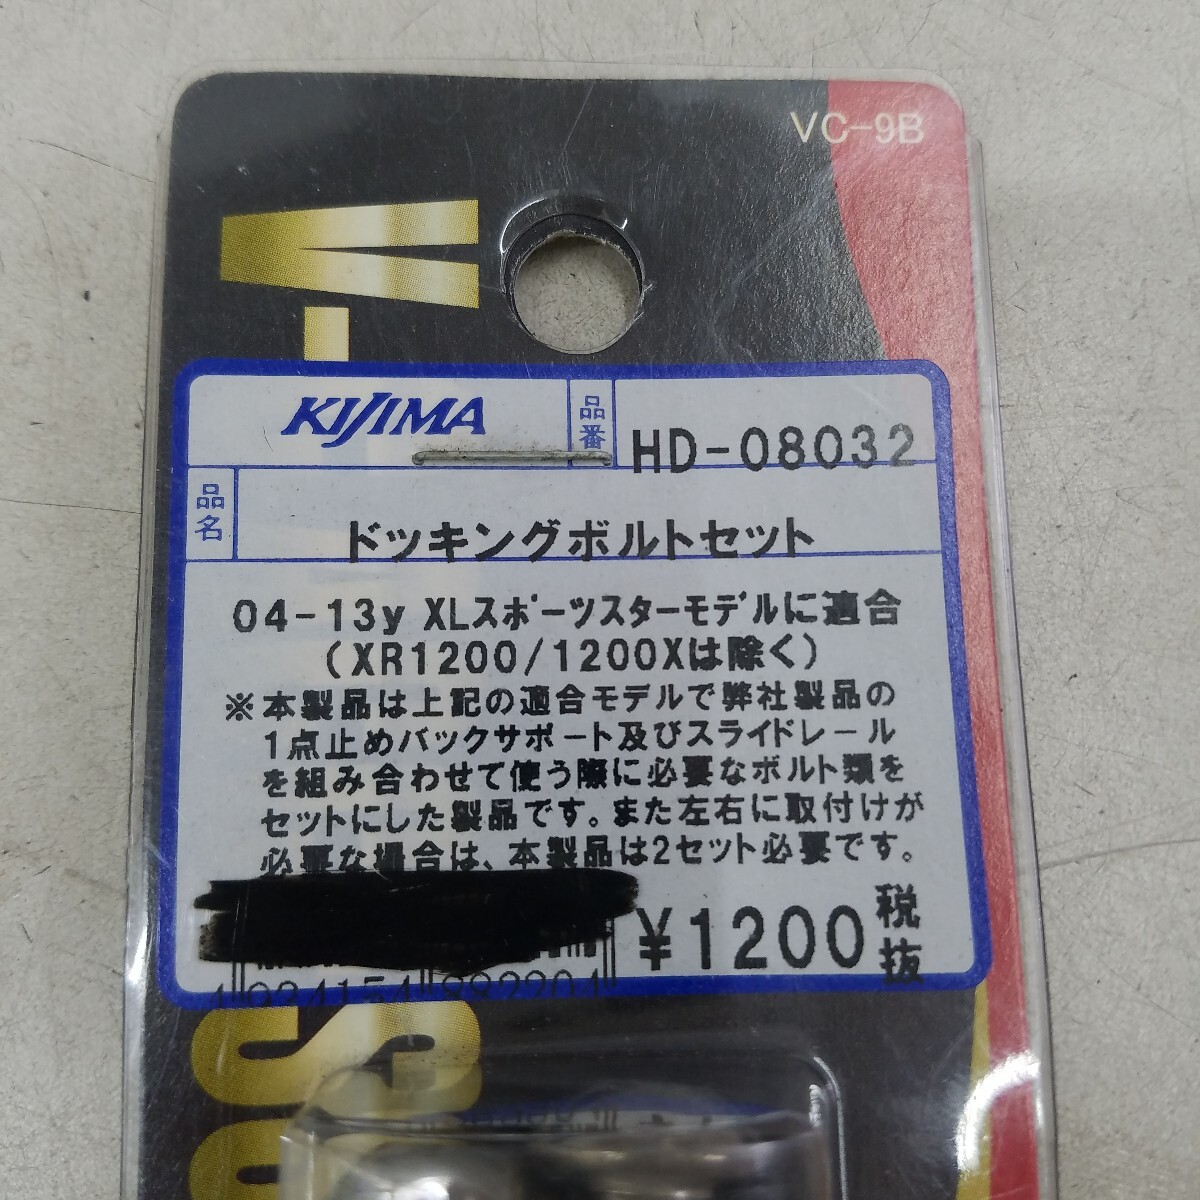 VC-9B
KIJIMA
品番
HD-08032
品名
ドッキングボルトセット
04-13y XLスポーツスターモデルに適合
(XR1200/1200Xは除く)
※本製品は上記の適合モデルで弊社製品の
1点止めバックサポート及びスライドレール
を組み合わせて使う際に必要なボルト類を
セットにした製品です。また左右に取付けが
必要な場合は、本製品は2セット必要です。
¥1200 税抜
4 934154 892204